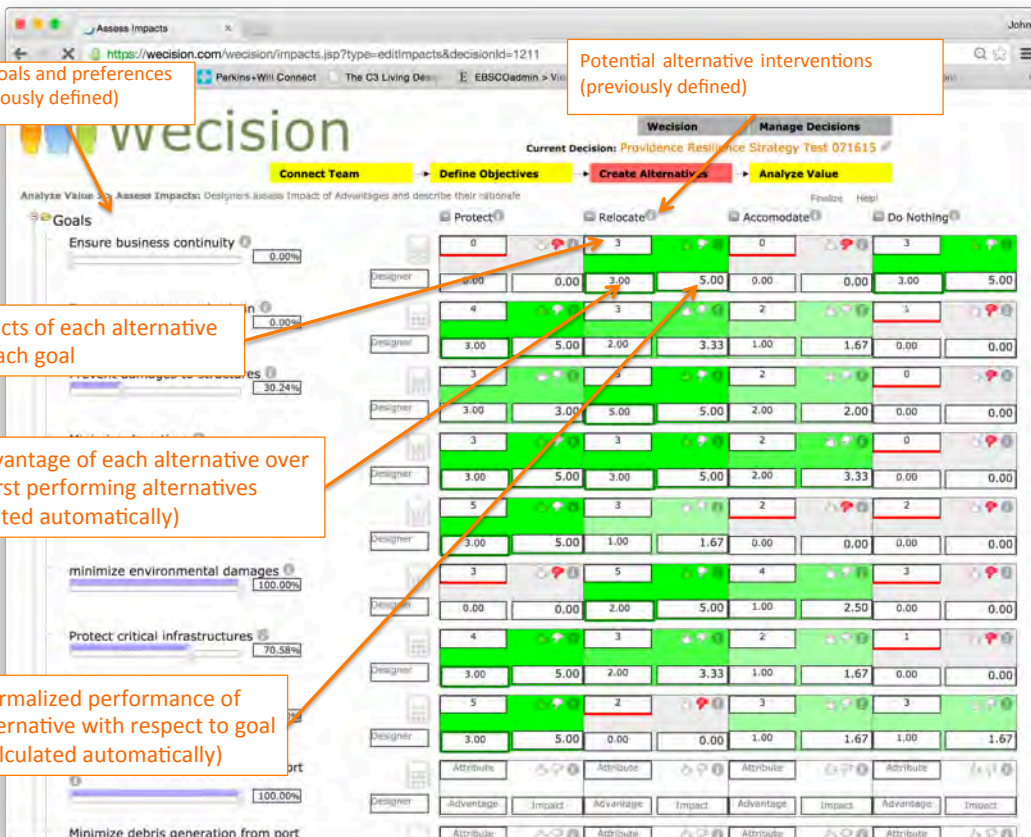 Assess Impacts
×
John
https://wecision.com/wecision/impacts.jsp?type=editImpacts&decisionId=1211
Perkins+Will Connect The C3 Living Des E EBSCOadmin >
oals and preferences
ously defined)
Potential alternative interventions
(previously defined)
wecision
Wecision Manage Decisions
Current Decision: Providence Resilience Strategy Test 071615
Connect Team Define Objectives Create Alternatives Analyze Value
Analyze Value > Assess Impacts: Designers Assess Impact of Advantages and describe their rationale
Finalize Help
Goals Protect Relocate Accomodate Do Nothing
Ensure business continuity
0.00%
0 3 0 3
Designer 0.00 0.00 3.00 5.00 0.00 0.00 3.00 5.00
in
0.00%
4 3 2 1
Designer 3.00 5.00 2.00 3.33 1.00 1.67 0.00 0.00
cts of each alternative
ach goal
Prevent damages to structures
30.24%
3 5 2 0
Designer 3.00 3.00 5.00 5.00 2.00 2.00 0.00 0.00
3 3 2 0
3.00 5.00 3.00 5.00 2.00 3.33 0.00 0.00
vantage of each alternative over
rst performing alternatives
ted automatically)
5 3 2 2
Designer 3.00 5.00 1.00 1.67 0.00 0.00 0.00 0.00
minimize environmental damages
100.00%
3 5 4 3
Designer 0.00 0.00 2.00 5.00 1.00 2.50 0.00 0.00
Protect critical infrastructures
70.58%
4 3 2 1
Designer 3.00 5.00 2.00 3.33 1.00 1.67 0.00 0.00
rmalized performance of
ernative with respect to goal
lculated automatically)
5 2 3 3
Designer 3.00 5.00 0.00 0.00 1.00 1.67 1.00 1.67
ort
100.00%
Attribute Attribute Attribute Attribute
Designer Advantage Impact Advantage Impact Advantage Impact Advantage Impact
Minimize debris generation from port
Attribute Attribute Attribute Attribute